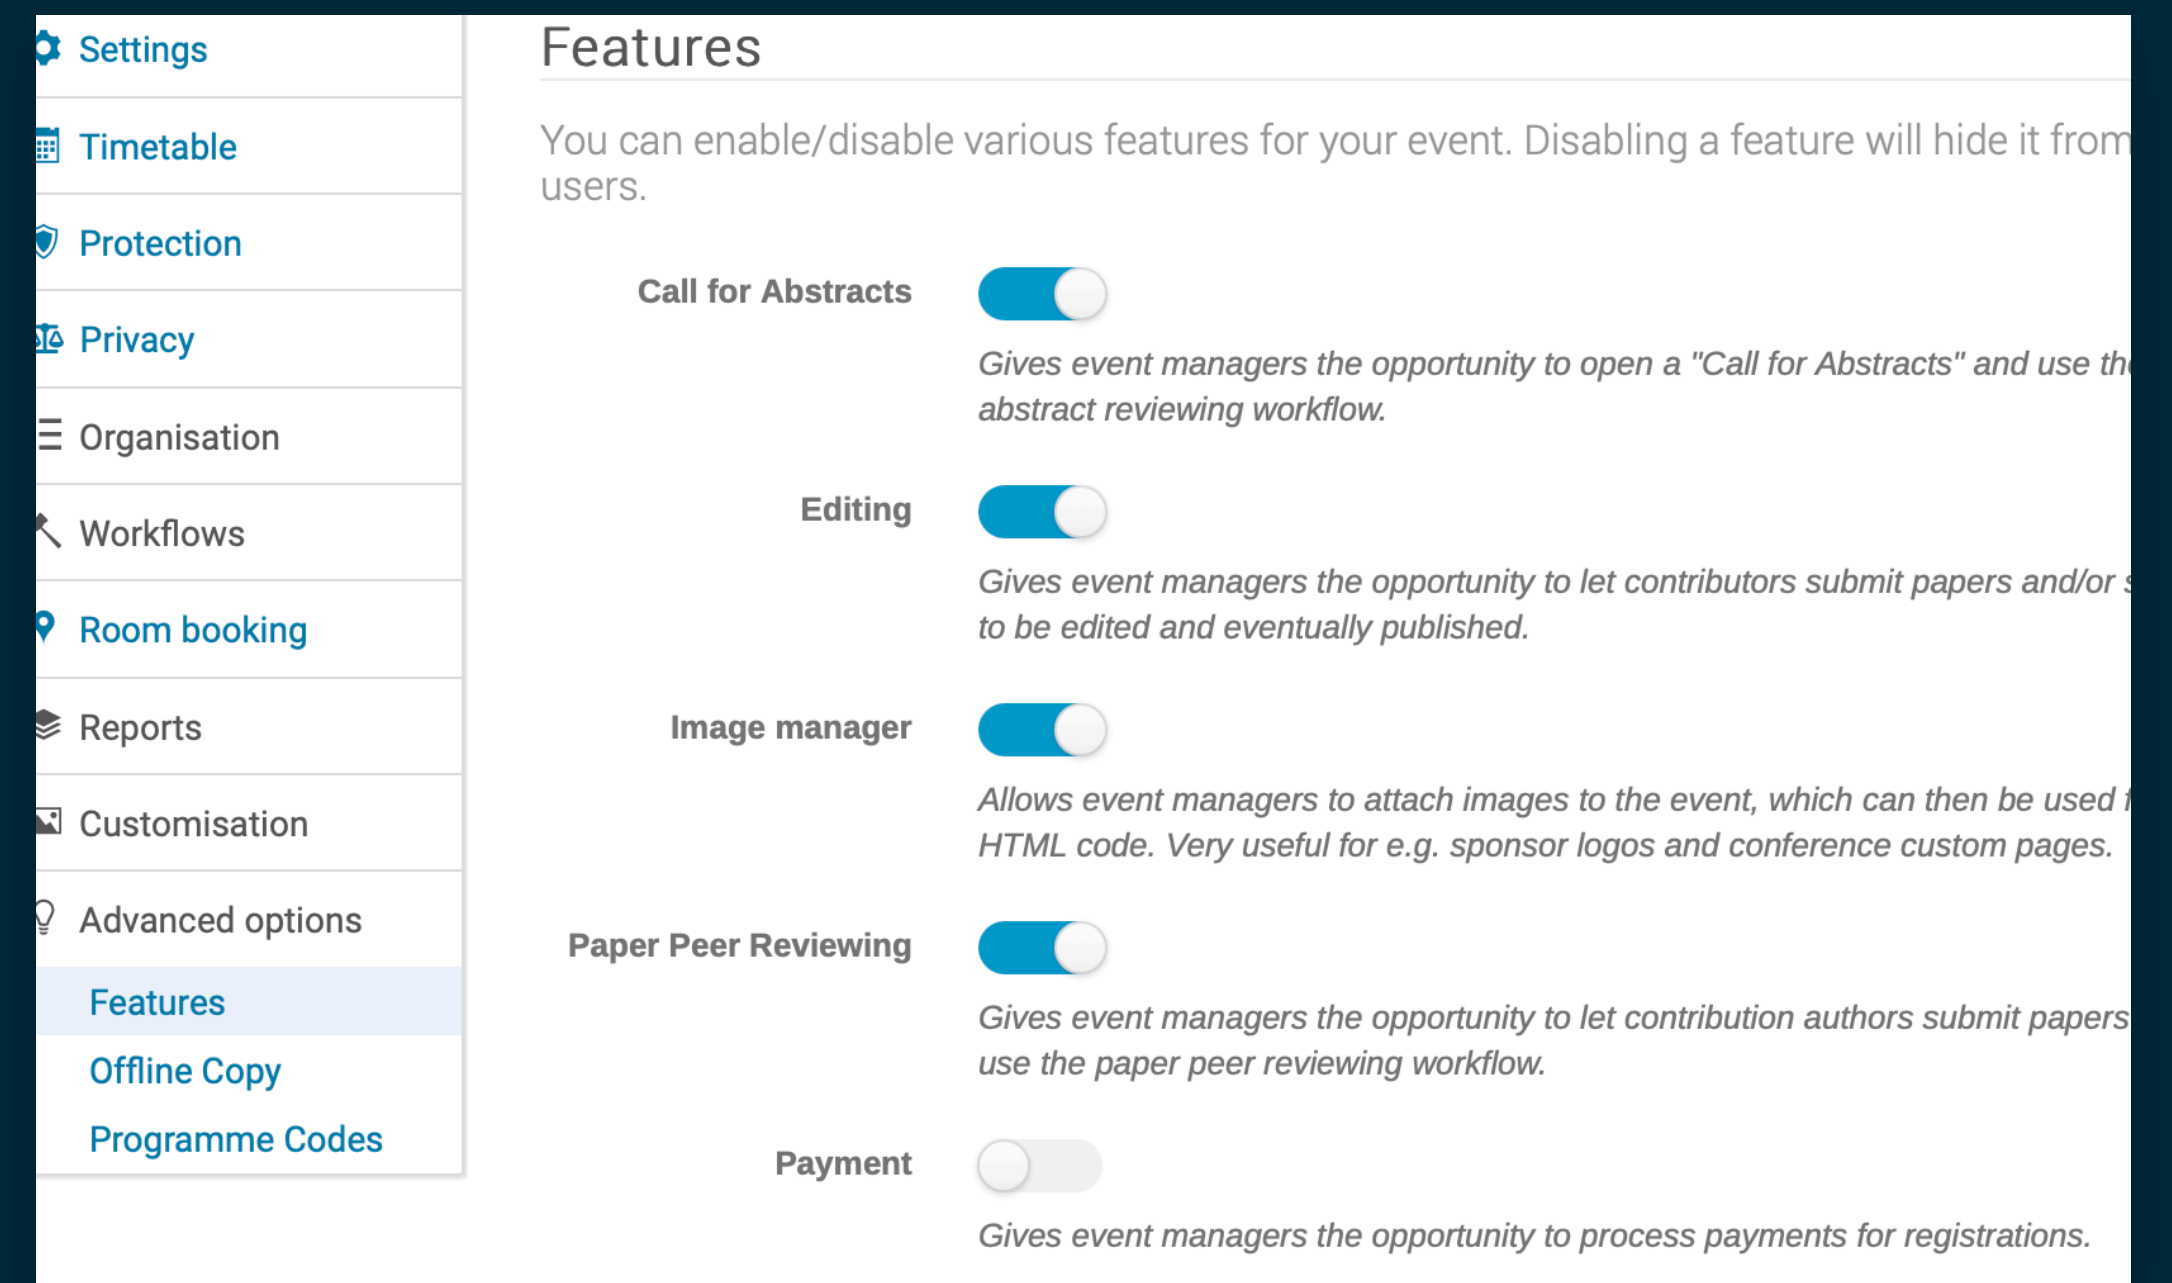 Settings
Timetable
Protection
Privacy
Organisation
Workflows
Room booking
Reports
Customisation
Advanced options
Features
Offline Copy
Programme Codes
Features
You can enable/disable various features for your event. Disabling a feature will hide it from
users.
Call for Abstracts
Gives event managers the opportunity to open a "Call for Abstracts" and use the
abstract reviewing workflow.
Editing
Gives event managers the opportunity to let contributors submit papers and/or
to be edited and eventually published.
Image manager
Allows event managers to attach images to the event, which can then be used
HTML code. Very useful for e.g. sponsor logos and conference custom pages.
Paper Peer Reviewing
Gives event managers the opportunity to let contribution authors submit papers
use the paper peer reviewing workflow.
Payment
Gives event managers the opportunity to process payments for registrations.